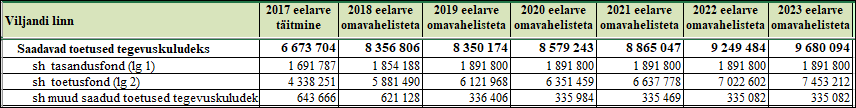 Viljandi linn 2017 eelarve täitmine 2018 eelarve omavahelisteta 2019 eelarve omavahelisteta 2020 eelarve omavahelisteta 2021 eelarve omavahelisteta 2022 eelarve omavahelisteta 2023 eelarve omavahelisteta
Saadavad toetused tegevuskuludeks 6 673 704 8 356 806 8 350 174 8 579 243 8 865 047 9 249 484 9 680 094
sh tasandusfond (lg 1) 1 691 787 1 854 188 1 891 800 1 891 800 1 891 800 1 891 800 1 891 800
sh toetusfond (lg 2) 4 338 251 5 881 490 6 121 968 6 351 459 6 637 778 7 022 602 7 453 212
sh muud saadud toetused tegevuskuludek 643 666 621 128 336 406 335 984 335 469 335 082 335 082